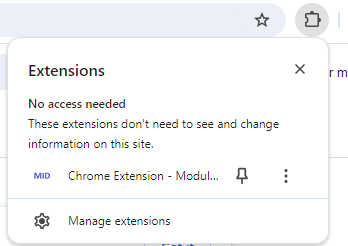 Extensions
No access needed
These extensions don't need to see and change
information on this site.
MID Chrome Extension - Modul...
Manage extensions
r m